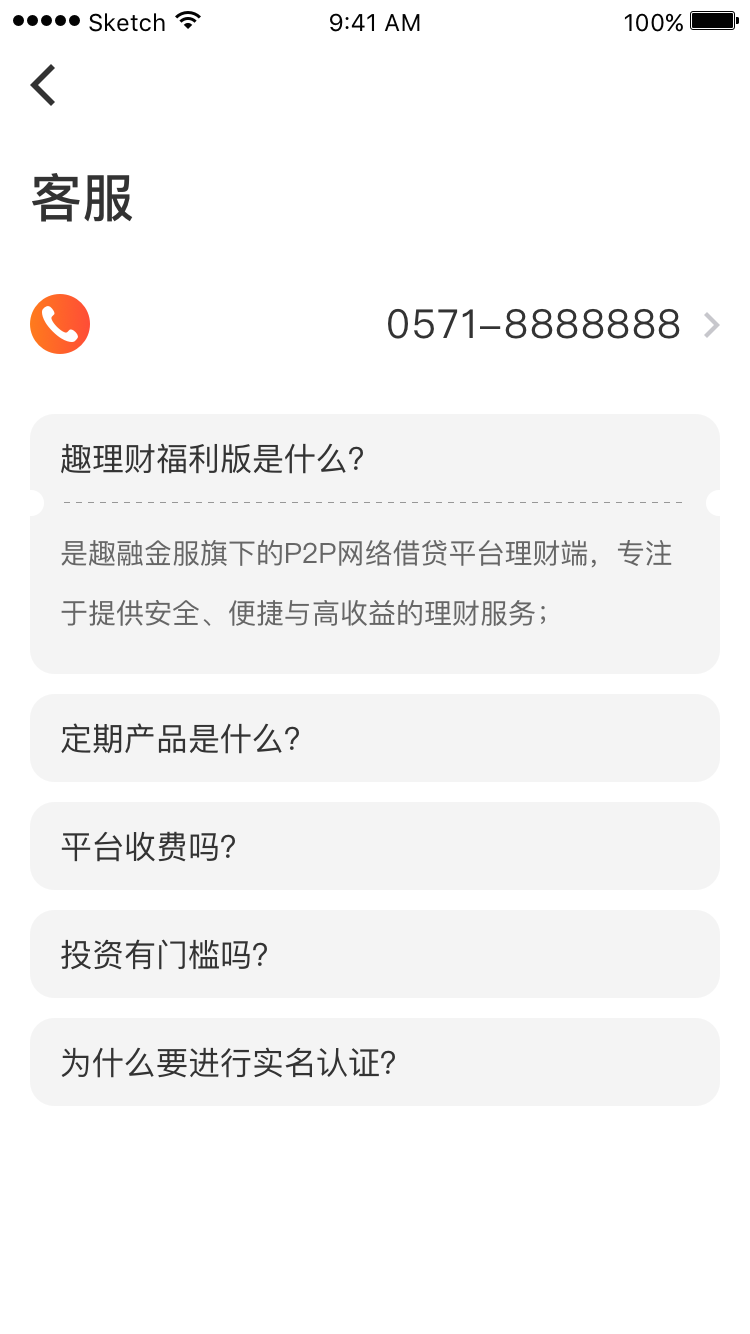 Sketch 9:41 AM 100%
客服
0571-8888888
趣理财福利版是什么?
是趣融金服旗下的P2P网络借贷平台理财端，专注
于提供安全、便捷与高收益的理财服务；
定期产品是什么?
平台收费吗?
投资有门槛吗?
为什么要进行实名认证?